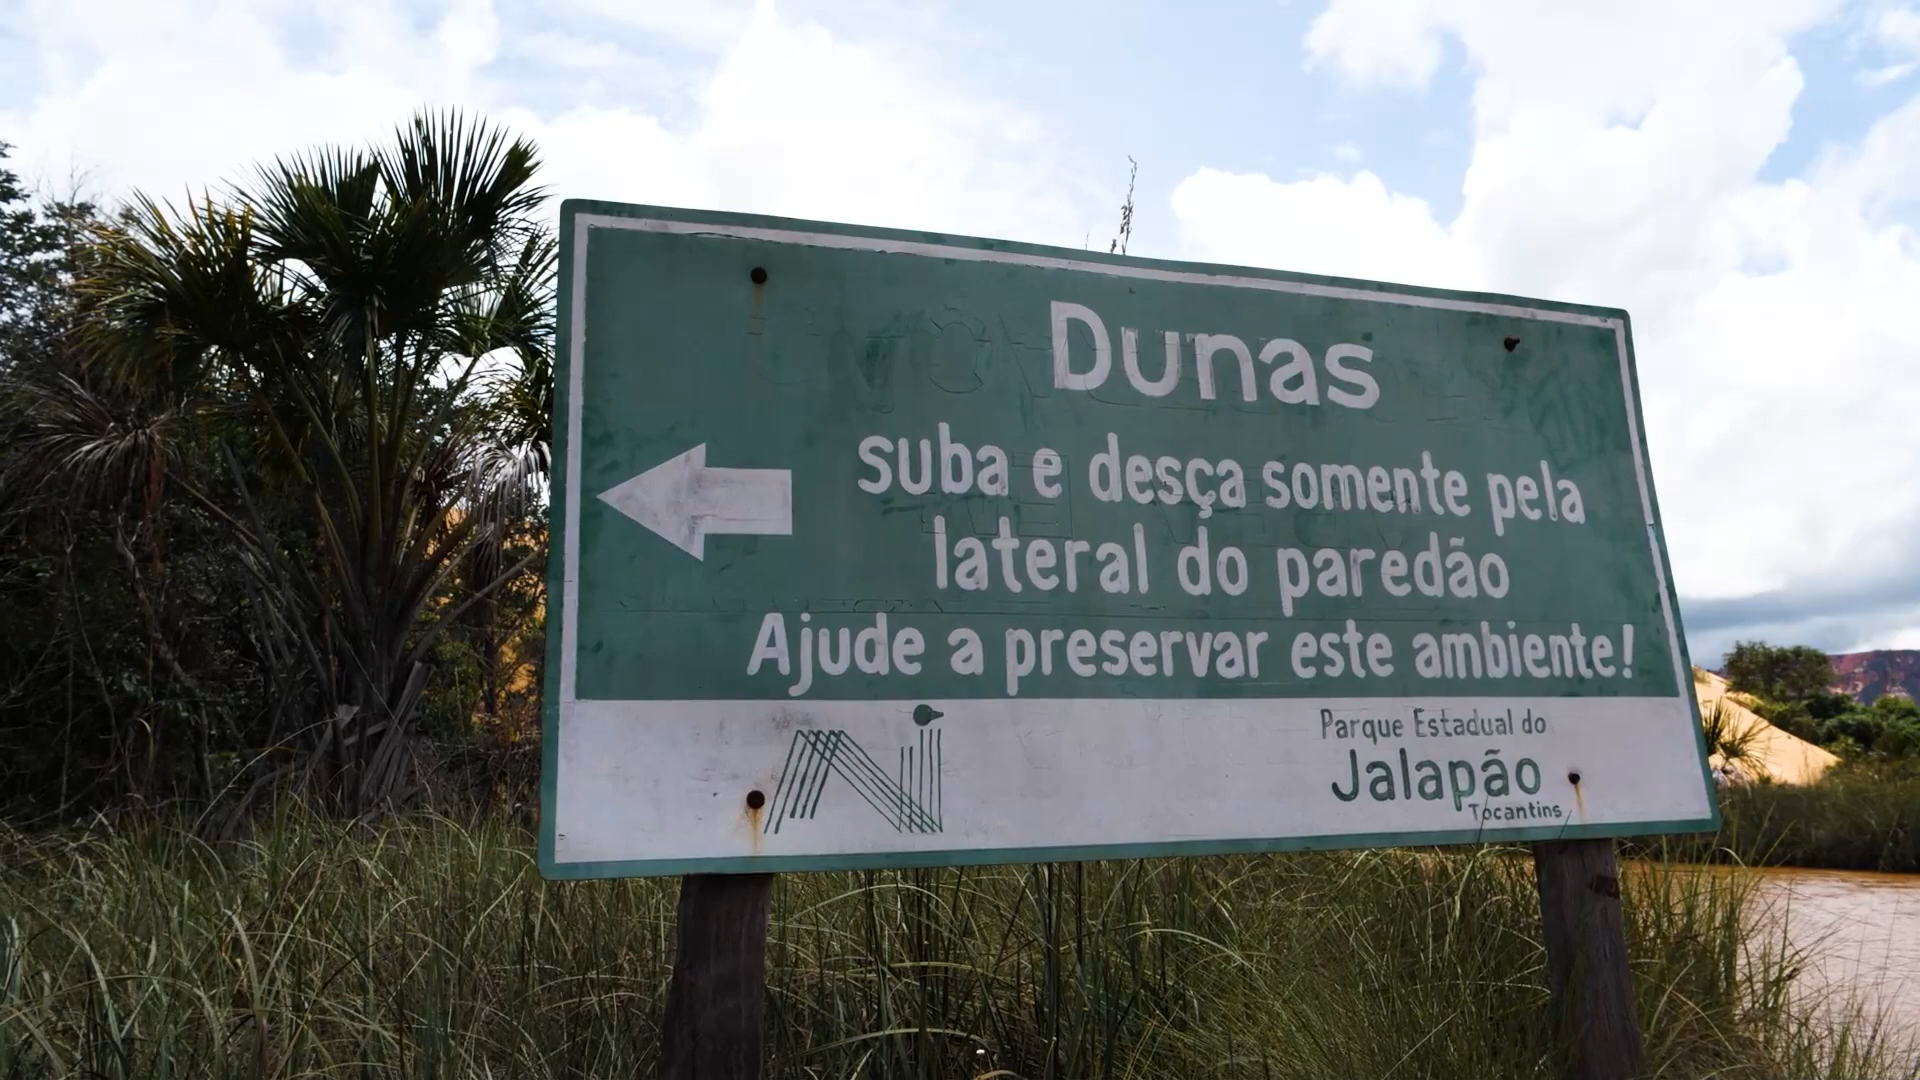 Dunas
suba e desça somente pela
lateral do paredão
Ajude a preservar este ambiente!
Parque Estadual do
Jalapão
Tocantins